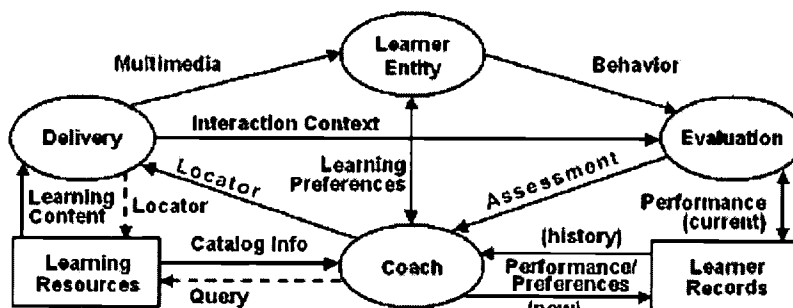 Learner
Entity
Multimedia
Behavior
Delivery
Interaction Context
Evaluation
Learning
Preferences
Locator
Assessment
Learning
Content
Locator
Performance
(current)
Learning
Resources
Catalog Info
Query
Coach
(history)
Performance/
Preferences
(new)
Learner
Records